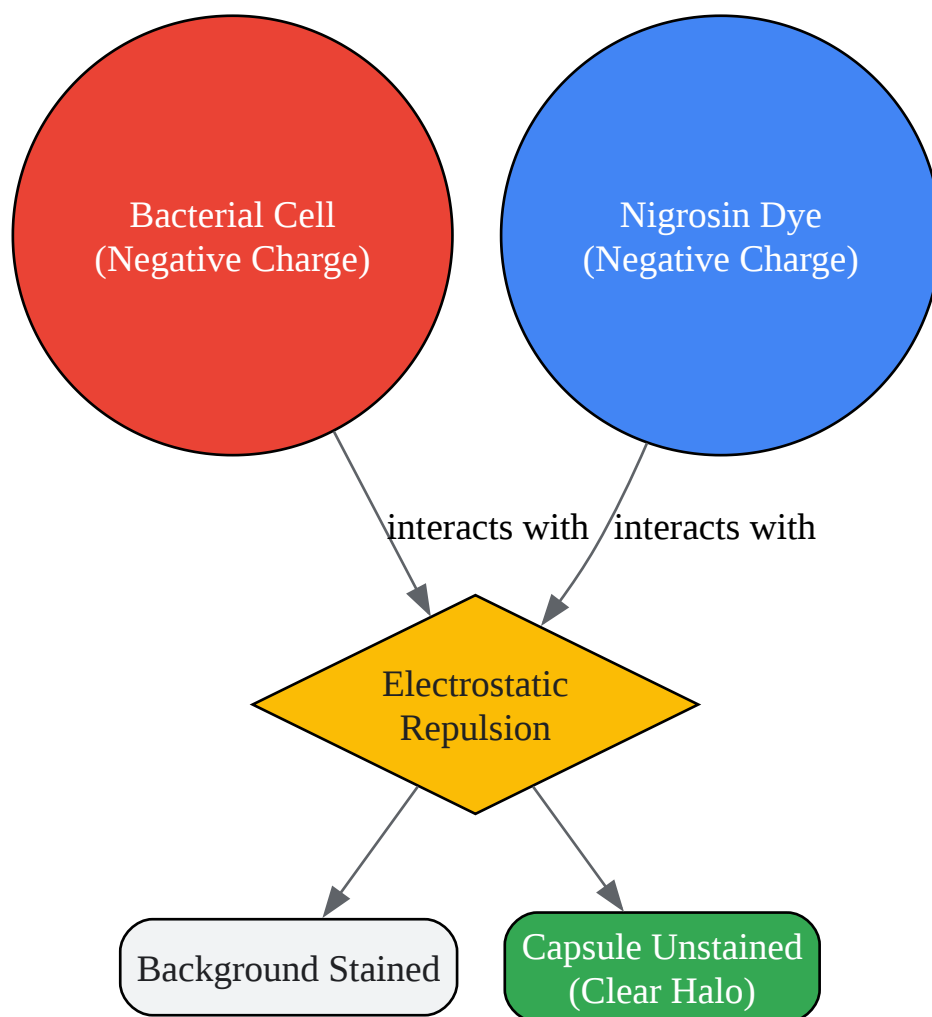 Bacterial Cell
(Negative Charge)
Nigrosin Dye
(Negative Charge)
interacts with
interacts with
Electrostatic
Repulsion
Background Stained
Capsule Unstained
(Clear Halo)